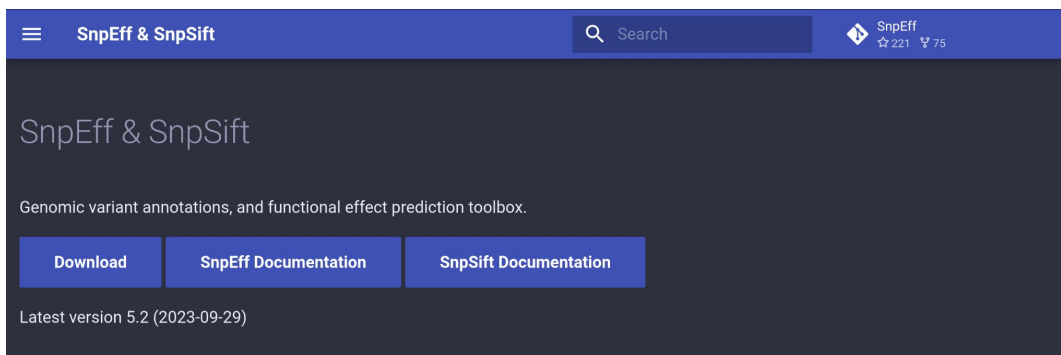 SnpEff & SnpSift
Search
SnpEff
221 75
SnpEff & SnpSift
Genomic variant annotations, and functional effect prediction toolbox.
Download SnpEff Documentation SnpSift Documentation
Latest version 5.2 (2023-09-29)